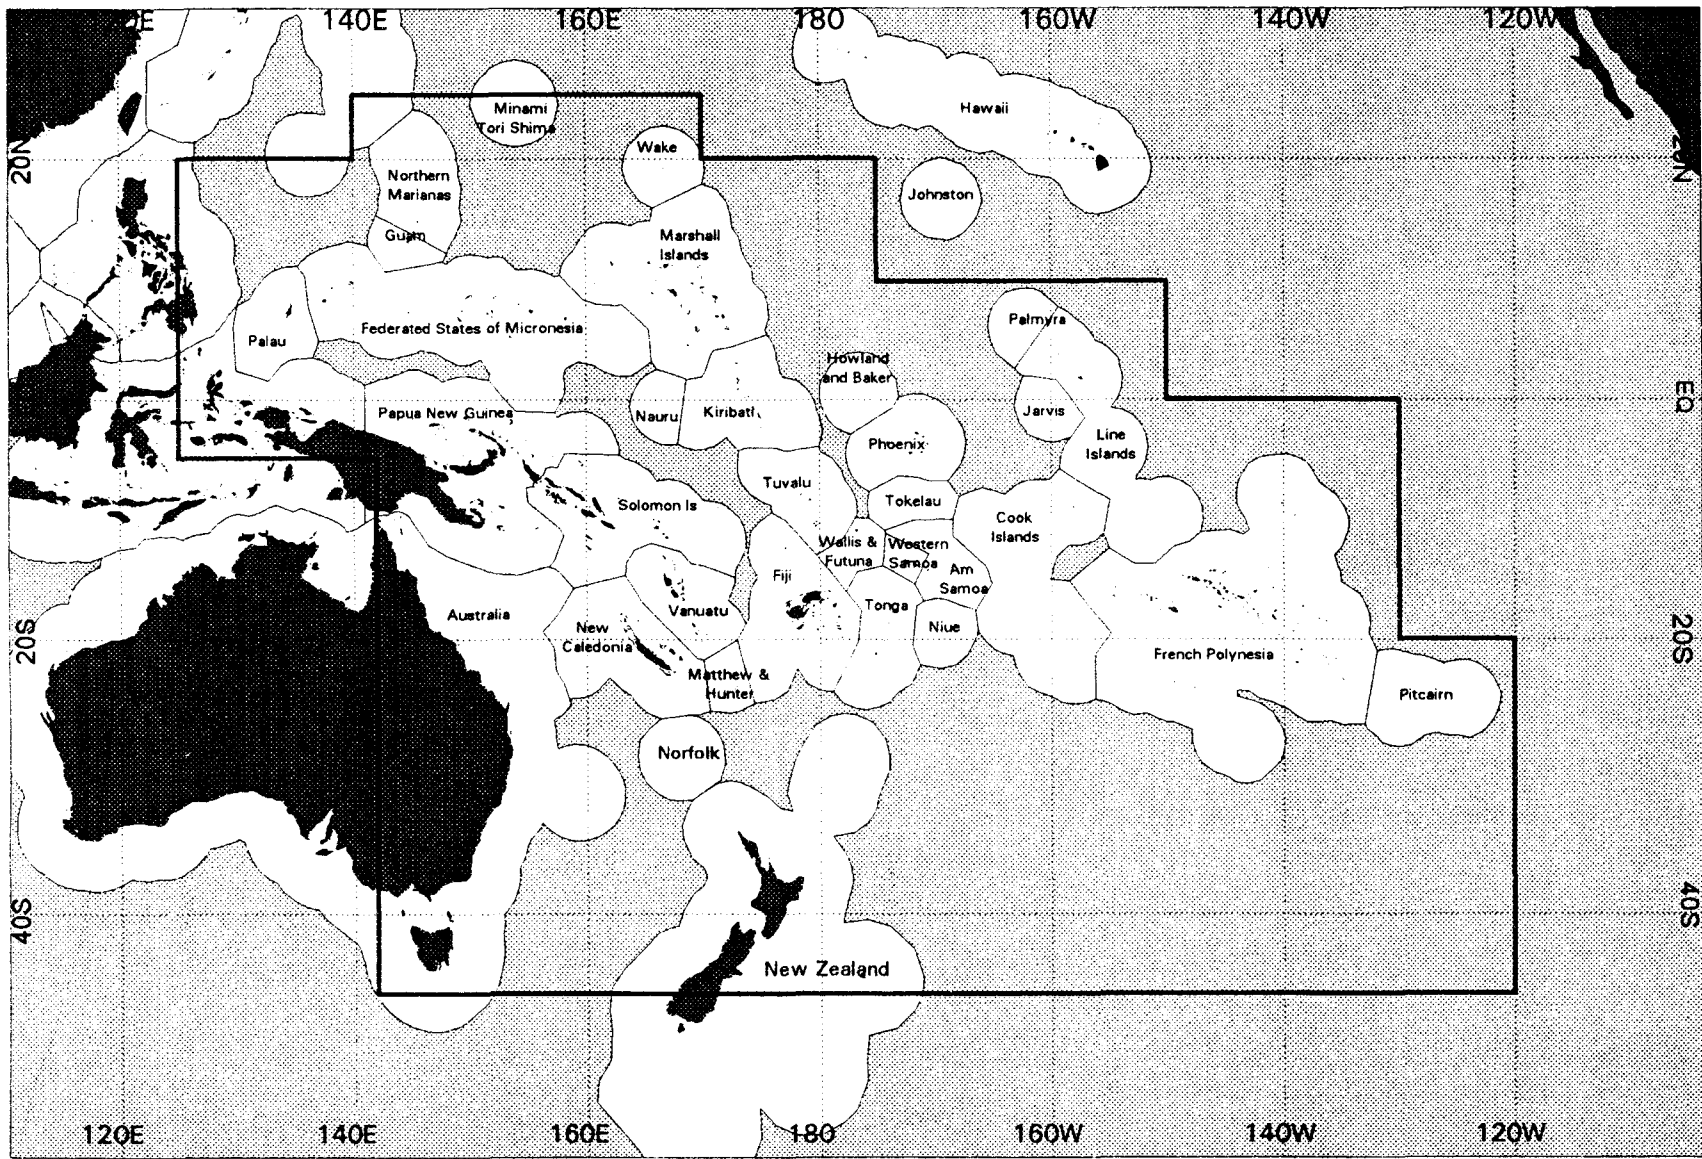 140E 160E 180 160W 140W 120W
Hawaii
Minami
Tori Shima
Wake
20N
20N
Northern
Marianas
Johnston
Guam
Marshall
Islands
Palmyra
Federated States of Micronesia
Palau
Howland
and Baker
EQ
Papua New Guinea
Nauru
Kiribati
Jarvis
Phoenix
Line
Islands
Tuvalu
Tokelau
Solomon Is
Cook
Islands
Wallis &
Futuna
Western
Samoa
Am
Samoa
Fiji
Tonga
Vanuatu
Australia
New
Caledonia
Niue
20S
20S
French Polynesia
Matthew &
Hunter
Pitcairn
Norfolk
40S
40S
New Zealand
120E 140E 160E 180 160W 140W 120W